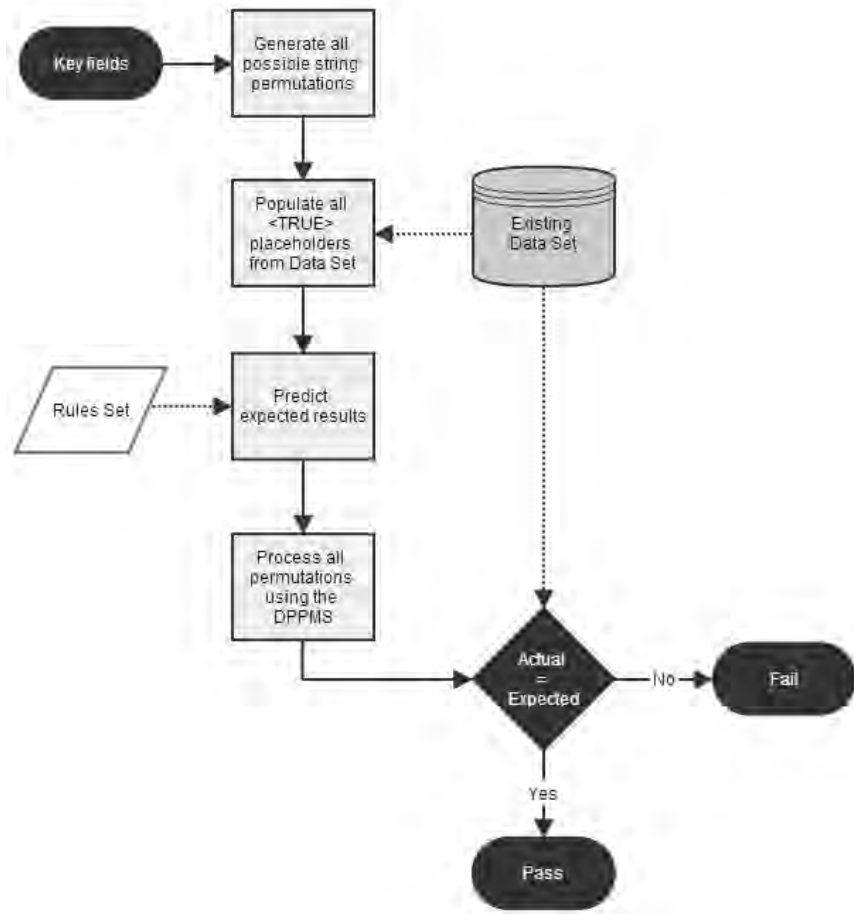 Key fields
Generate all
possible string
permutations
Populate all
<TRUE>
placeholders
from Data Set
Existing
Data Set
Rules Set
Predict
expected results
Process all
permutations
using the
DPPMS
Actual
=
Expected
No
Fail
Yes
Pass